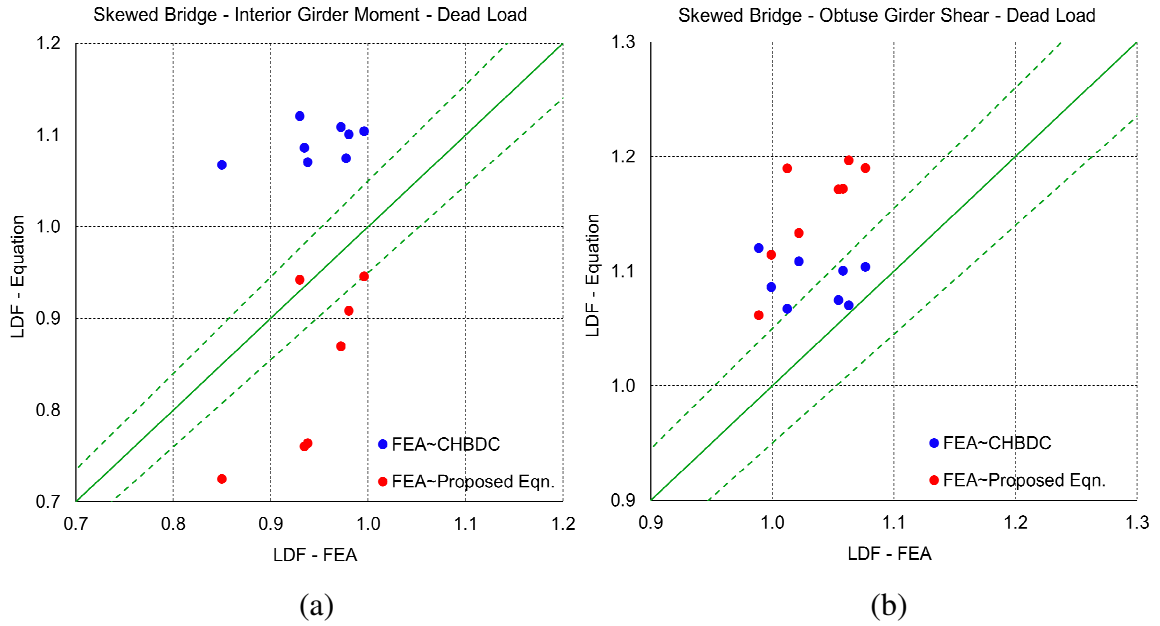 Skewed Bridge - Interior Girder Moment - Dead Load
1.2
1.1
1.0
0.9
0.8
0.7
LDF - Equation
FEA~CHBDC
FEA~Proposed Eqn.
0.7 0.8 0.9 1.0 1.1 1.2
LDF - FEA
(a)
Skewed Bridge - Obtuse Girder Shear - Dead Load
1.3
1.2
1.1
1.0
0.9
LDF - Equation
FEA~CHBDC
FEA~Proposed Eqn.
0.9 1.0 1.1 1.2 1.3
LDF - FEA
(b)